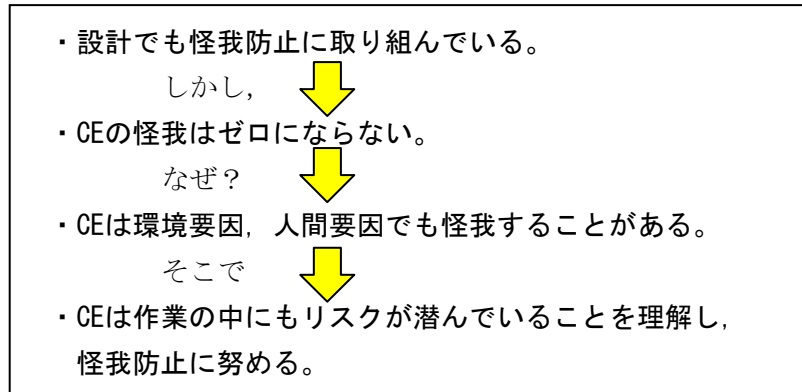 ・設計でも怪我防止に取り組んでいる。
しかし,
・CEの怪我はゼロにならない。
なぜ？
・CEは環境要因, 人間要因でも怪我することがある。
そこで
・CEは作業の中にもリスクが潜んでいることを理解し,
怪我防止に努める。